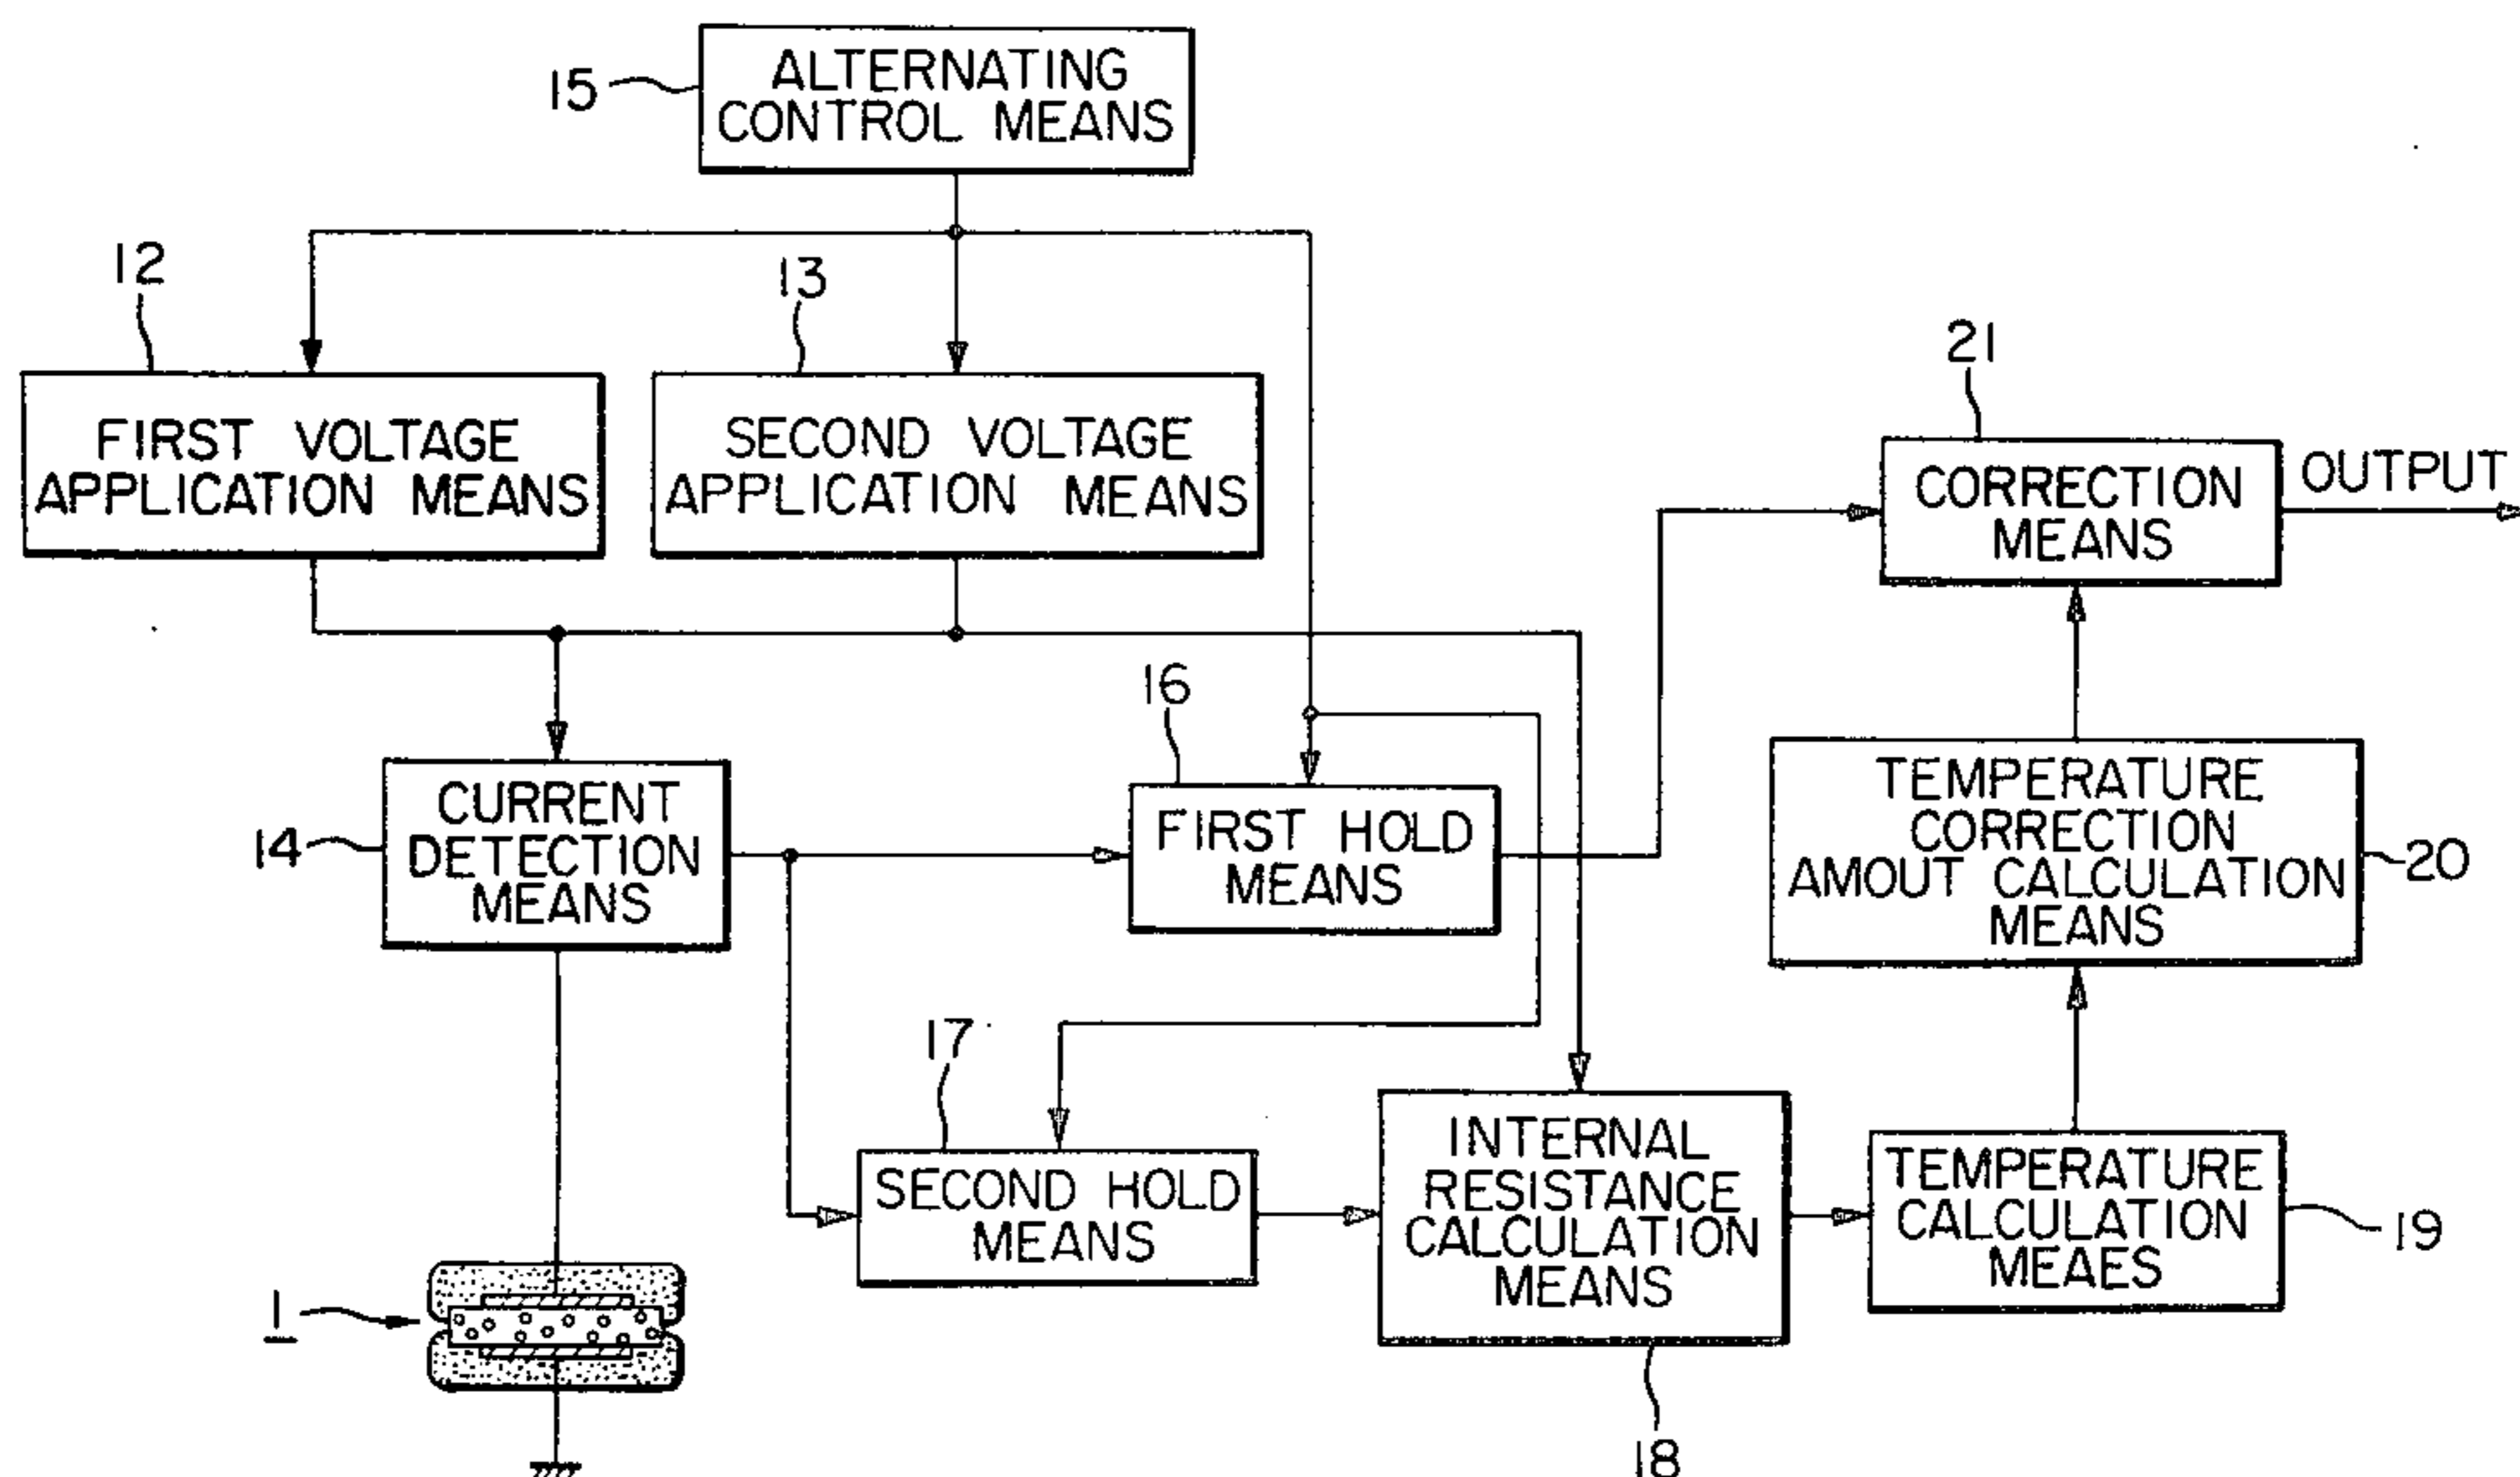 15
ALTERNATING
CONTROL MEANS
12
13
FIRST VOLTAGE
APPLICATION MEANS
SECOND VOLTAGE
APPLICATION MEANS
21
CORRECTION
MEANS
OUTPUT
14
CURRENT
DETECTION
MEANS
16
FIRST HOLD
MEANS
TEMPERATURE
CORRECTION
AMOUT CALCULATION
MEANS
20
17
SECOND HOLD
MEANS
INTERNAL
RESISTANCE
CALCULATION
MEANS
18
TEMPERATURE
CALCULATION
MEAES
19
1